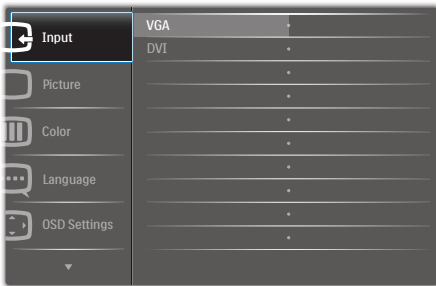 Input
Picture
Color
Language
OSD Settings
VGA
DVI